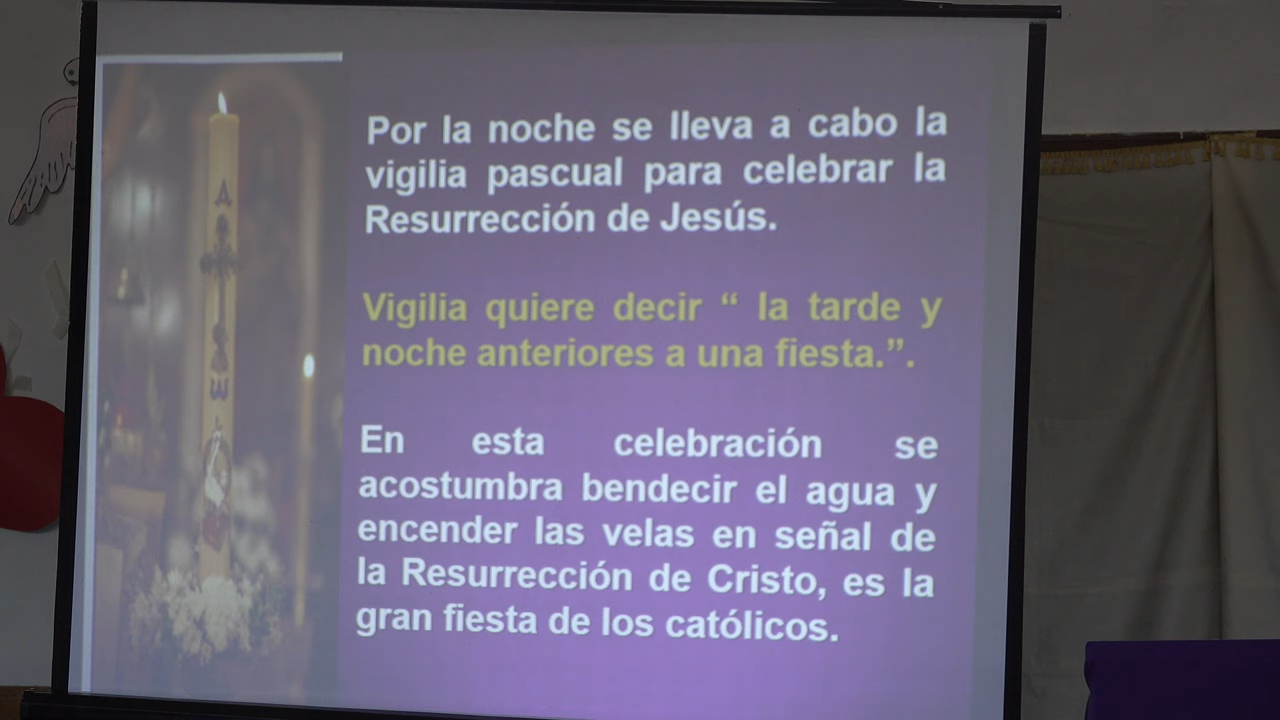 Por la noche se lleva a cabo la
vigilia pascual para celebrar la
Resurrección de Jesús.
Vigilia quiere decir “ la tarde y
noche anteriores a una fiesta.”.
En esta celebración se
acostumbra bendecir el agua y
encender las velas en señal de
la Resurrección de Cristo, es la
gran fiesta de los católicos.